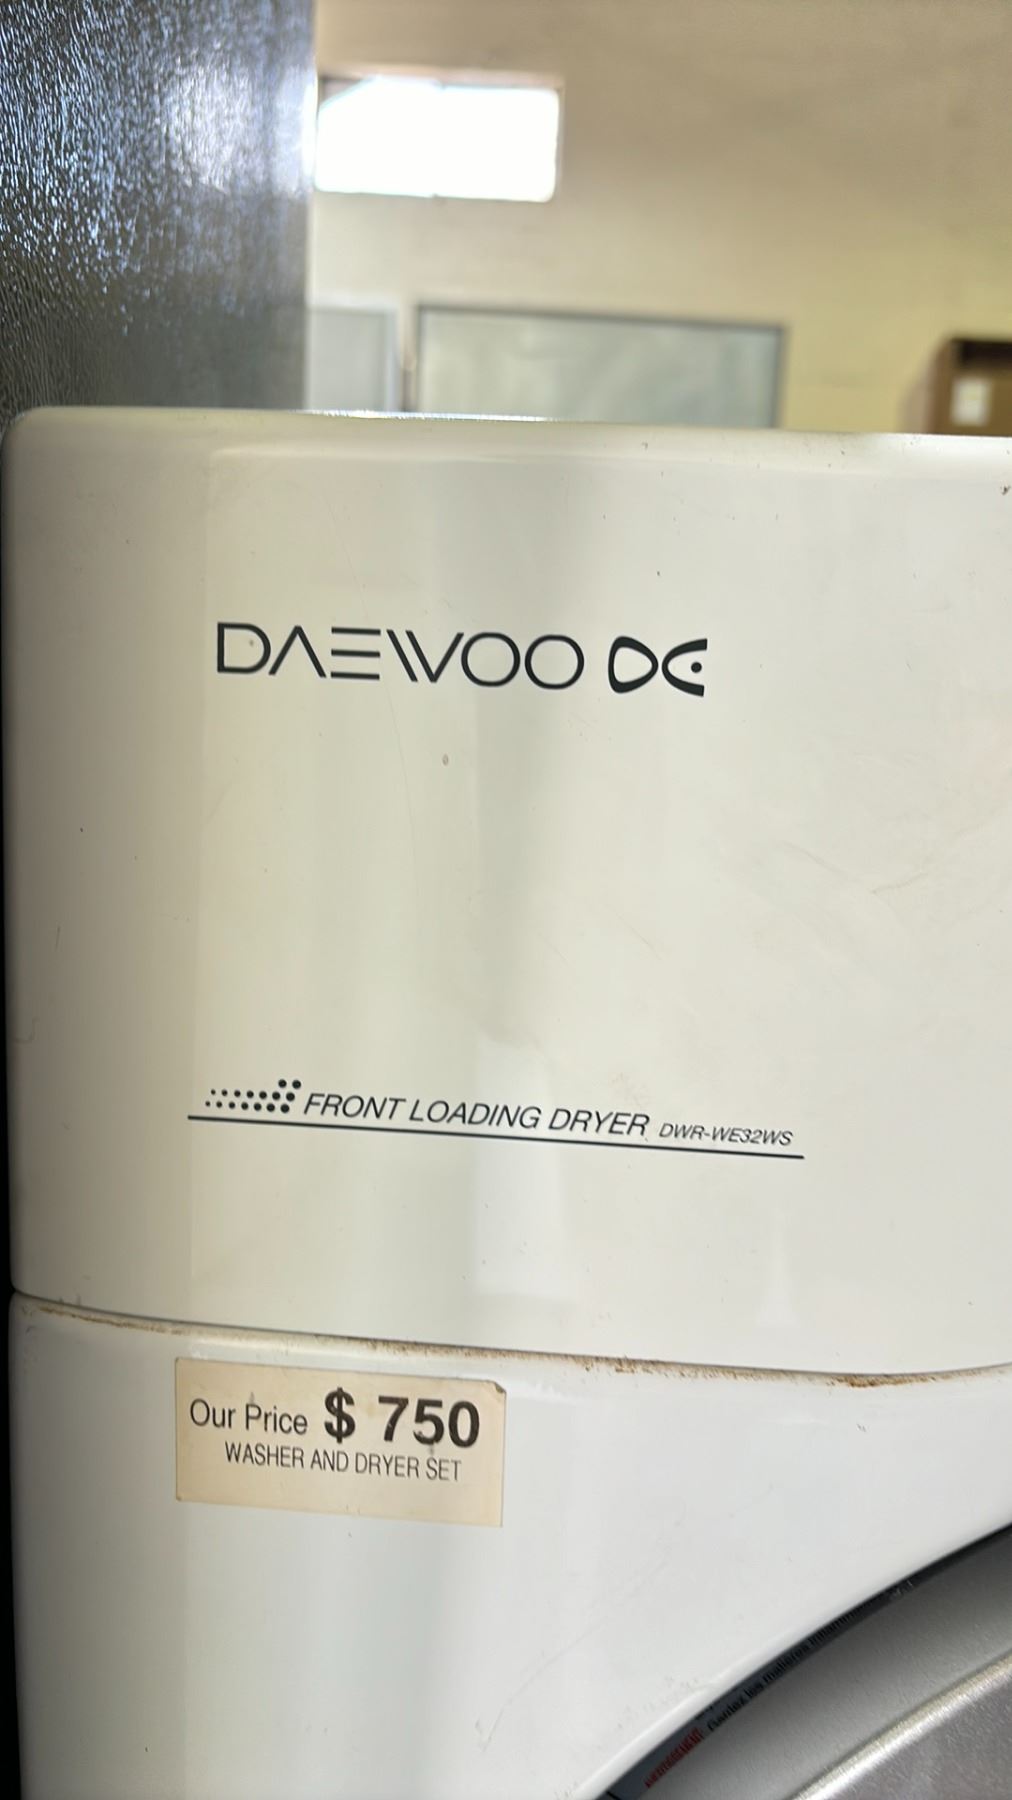 DAEWOO
FRONT LOADING DRYER DWR-WE32WS
Our Price $ 750
WASHER AND DRYER SET